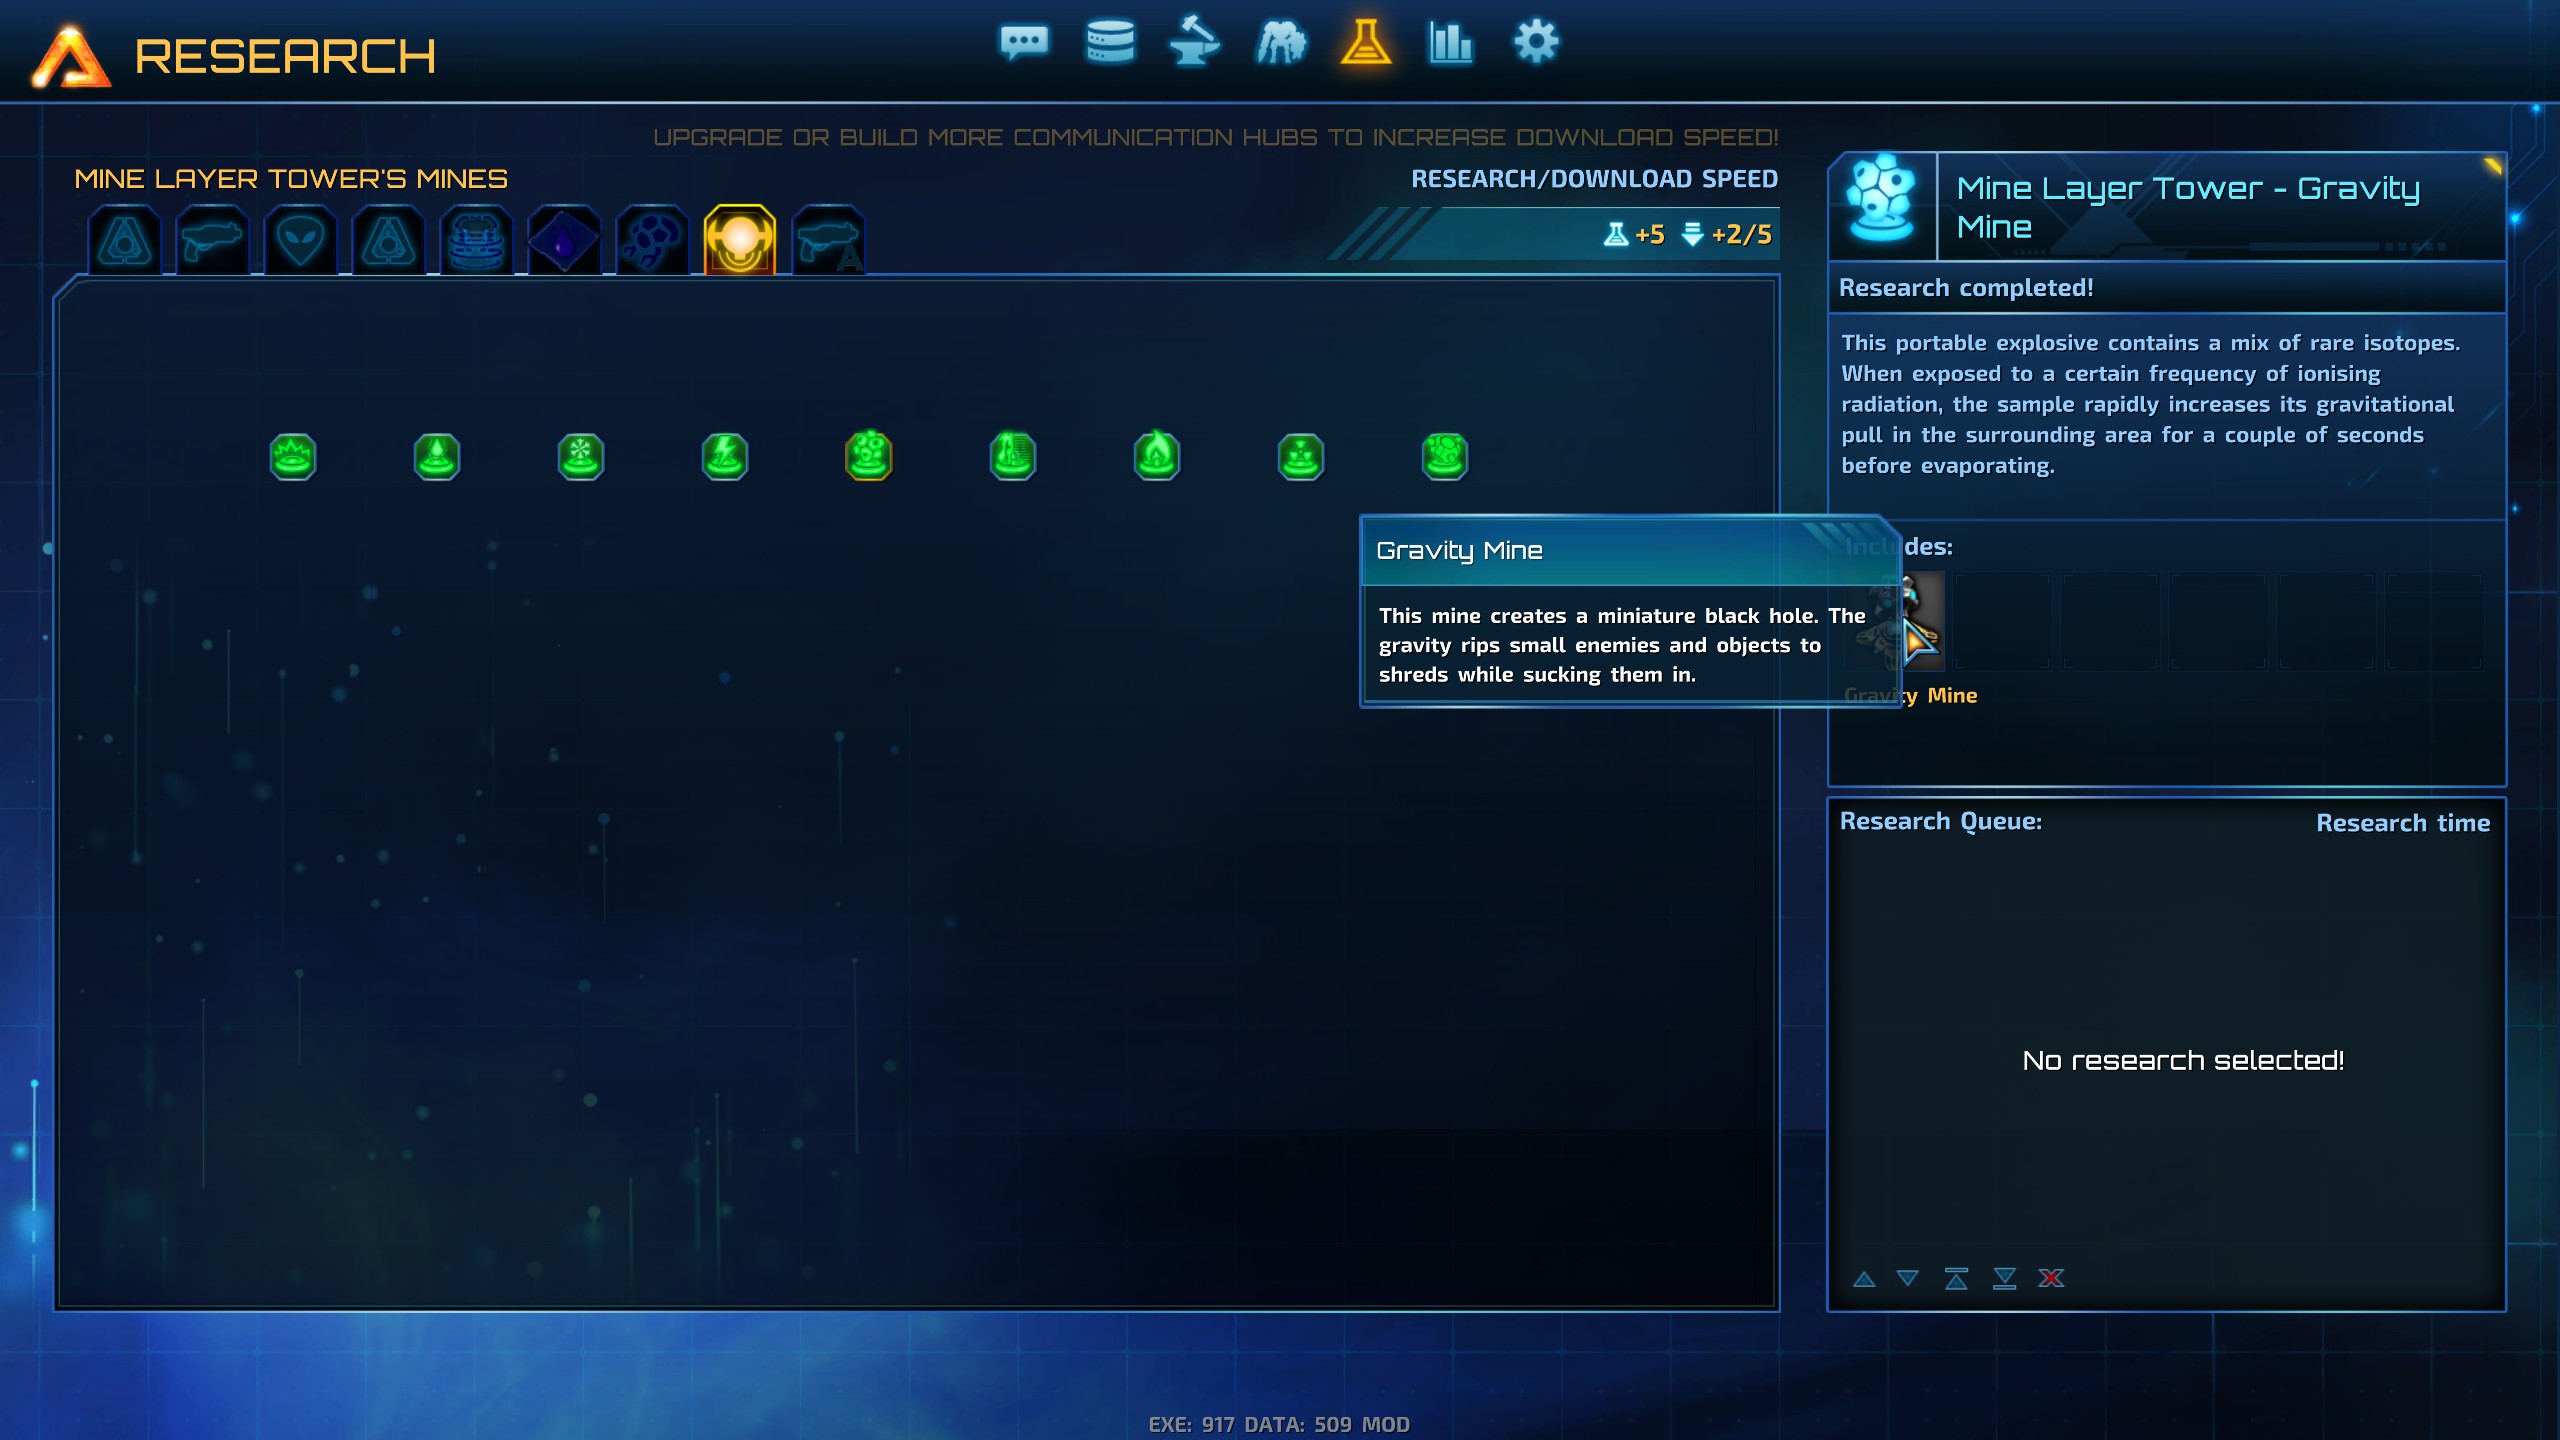 RESEARCH
UPGRADE OR BUILD MORE COMMUNICATION HUBS TO INCREASE DOWNLOAD SPEED!
MINE LAYER TOWER'S MINES
RESEARCH/DOWNLOAD SPEED
+5 +2/5
A
Mine Layer Tower - Gravity
Mine
Research completed!
This portable explosive contains a mix of rare isotopes.
When exposed to a certain frequency of ionising
radiation, the sample rapidly increases its gravitational
pull in the surrounding area for a couple of seconds
before evaporating.
Includes:
Gravity Mine
Gravity Mine
This mine creates a miniature black hole. The
gravity rips small enemies and objects to
shreds while sucking them in.
Research Queue:
Research time
No research selected!
EXE: 917 DATA: 509 MOD